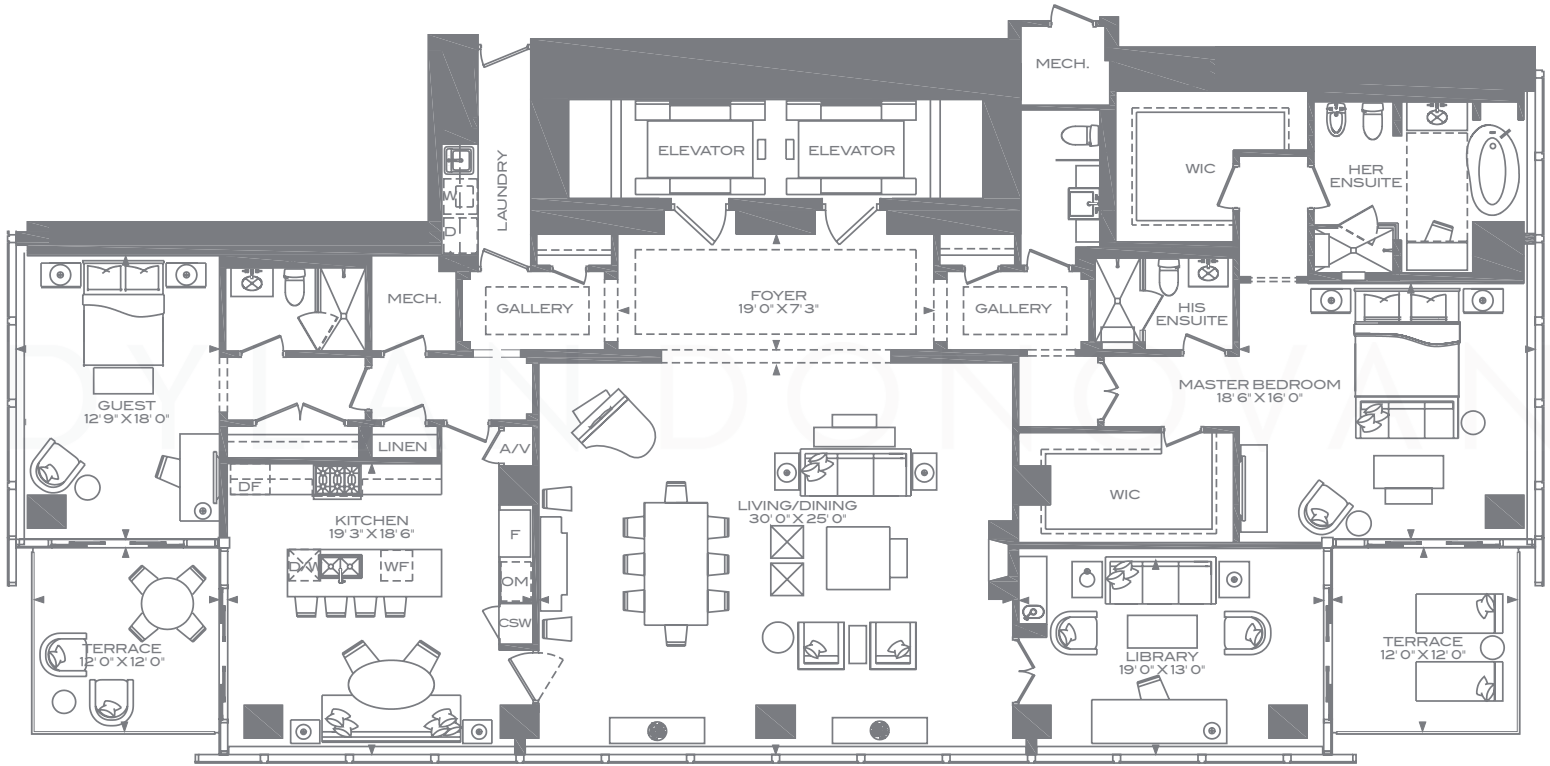 MECH.
ELEVATOR
ELEVATOR
LAUNDRY
W
D
WIC
HER
ENSUITE
GALLERY
FOYER
19' 0" X 7' 3"
GALLERY
MECH.
HIS
ENSUITE
GUEST
12' 9" X 18' 0"
MASTER BEDROOM
18' 6" X 16' 0"
DYLAN DONOVAN
LINEN
A/V
DF
KITCHEN
19' 3" X 18' 6"
LIVING/DINING
30' 0" X 25' 0"
WIC
F
DW
WF
OM
CSW
TERRACE
12' 0" X 12' 0"
LIBRARY
19' 0" X 13' 0"
TERRACE
12' 0" X 12' 0"